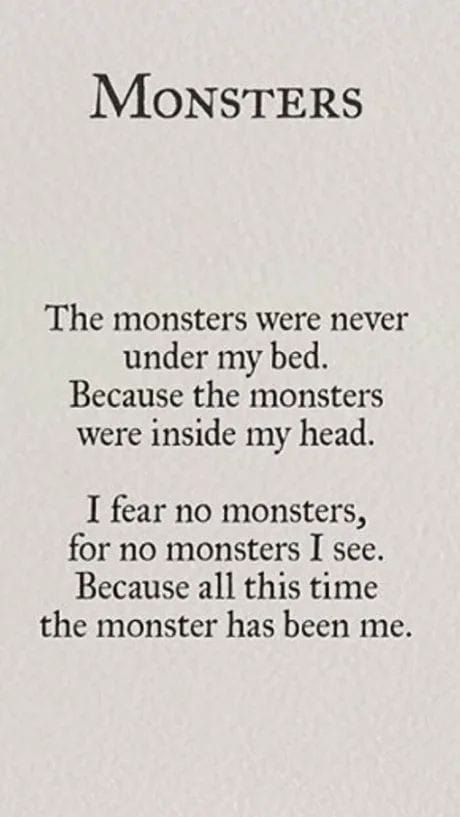 MONSTERS
The monsters were never
under my bed.
Because the monsters
were inside my head.
I fear no monsters,
for no monsters I see.
Because all this time
the monster has been me.